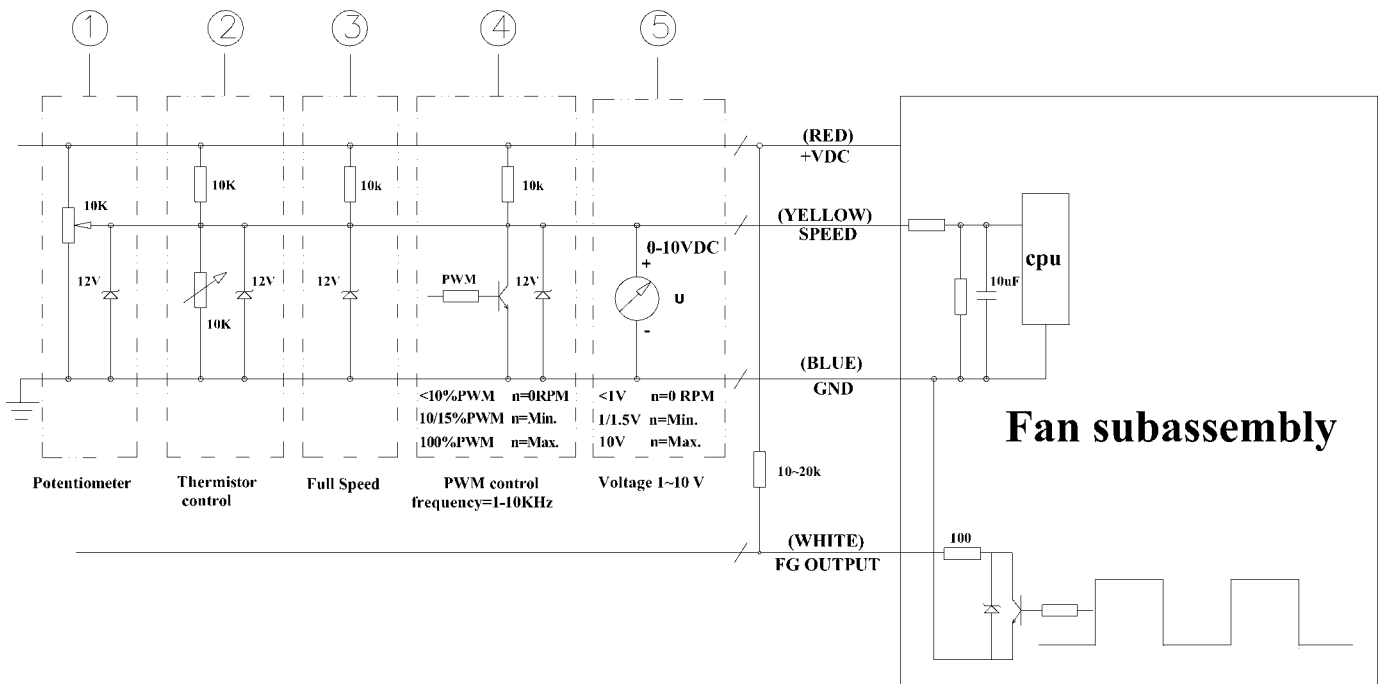 1
2
3
4
5
(RED)
+VDC
10K
10k
10k
10K
(YELLOW)
SPEED
0-10VDC
+
cpu
12V
12V
12V
PWM
12V
U
10uF
10K
-
(BLUE)
GND
<10%PWM n=0RPM
10/15%PWM n=Min.
100%PWM n=Max.
<1V n=0 RPM
1/1.5V n=Min.
10V n=Max.
Fan subassembly
Potentiometer
Thermistor
control
Full Speed
PWM control
frequency=1-10KHz
Voltage 1~10 V
10~20k
(WHITE)
FG OUTPUT
100